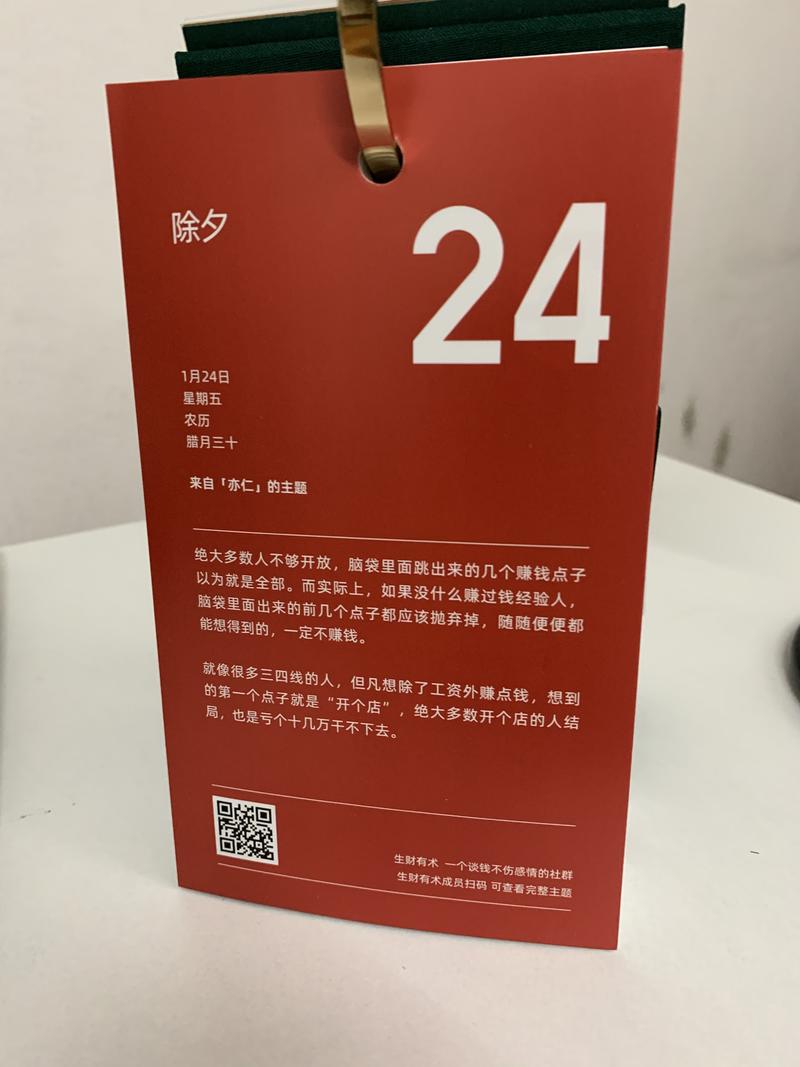 除夕
24
1月24日
星期五
农历
腊月三十
来自「亦仁」的主题
绝大多数人不够开放，脑袋里面跳出来的几个赚钱点子
以为就是全部。而实际上，如果没什么赚过钱经验人，
脑袋里面出来的前几个点子都应该抛弃掉，随随便便都
能想得到的，一定不赚钱。
就像很多三四线的人，但凡想除了工资外赚点钱，想到
的第一个点子就是“开个店”，绝大多数开个店的人结
局，也是亏个十几万干不下去。
生财有术 一个谈钱不伤感情的社群
生财有术成员扫码 可查看完整主题